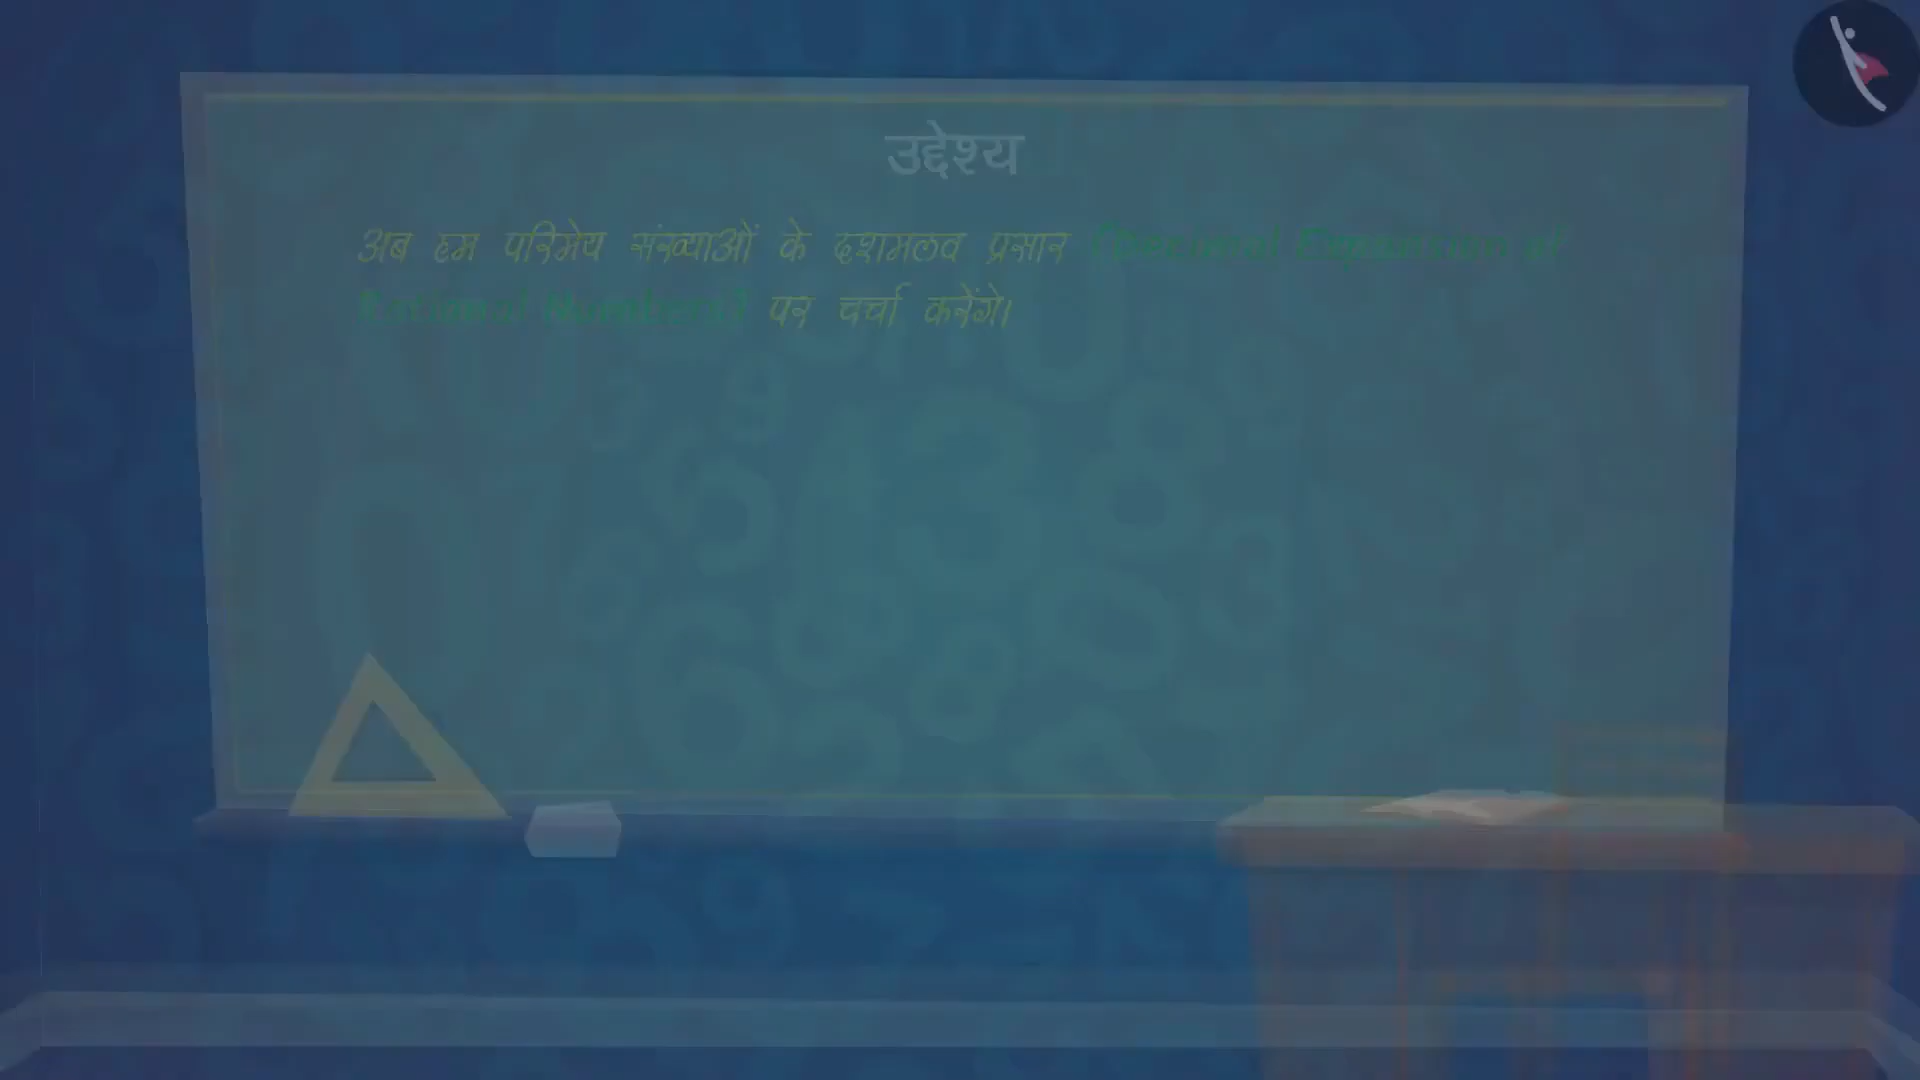 उद्देश्य
अब हम परिमेय संख्याओं के दशमलव प्रसार (Decimal Expansion of
Rational Numbers) पर चर्चा करेंगे।